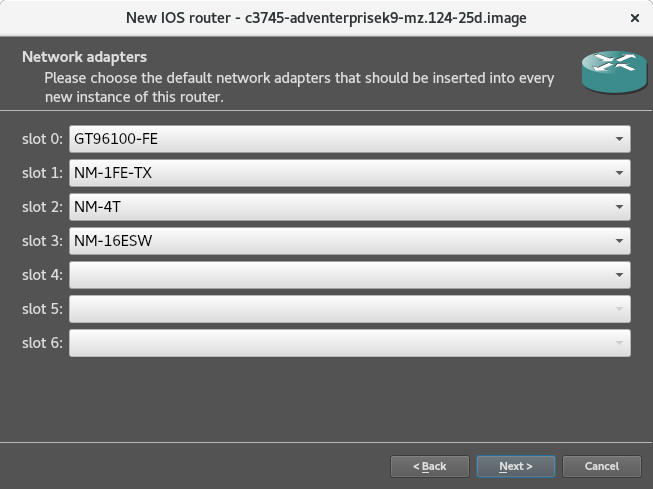 New IOS router - c3745-adventerprisek9-mz.124-25d.image
Network adapters
Please choose the default network adapters that should be inserted into every
new instance of this router.
slot 0: GT96100-FE
slot 1: NM-1FE-TX
slot 2: NM-4T
slot 3: NM-16ESW
slot 4:
slot 5:
slot 6:
< Back Next > Cancel